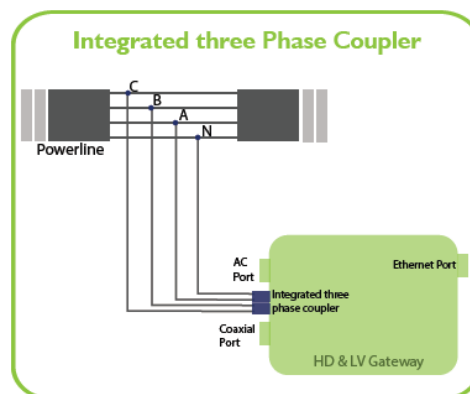 Integrated three Phase Coupler
C
B
A
N
Powerline
AC
Port
Ethernet Port
Integrated three
phase coupler
Coaxial
Port
HD & LV Gateway